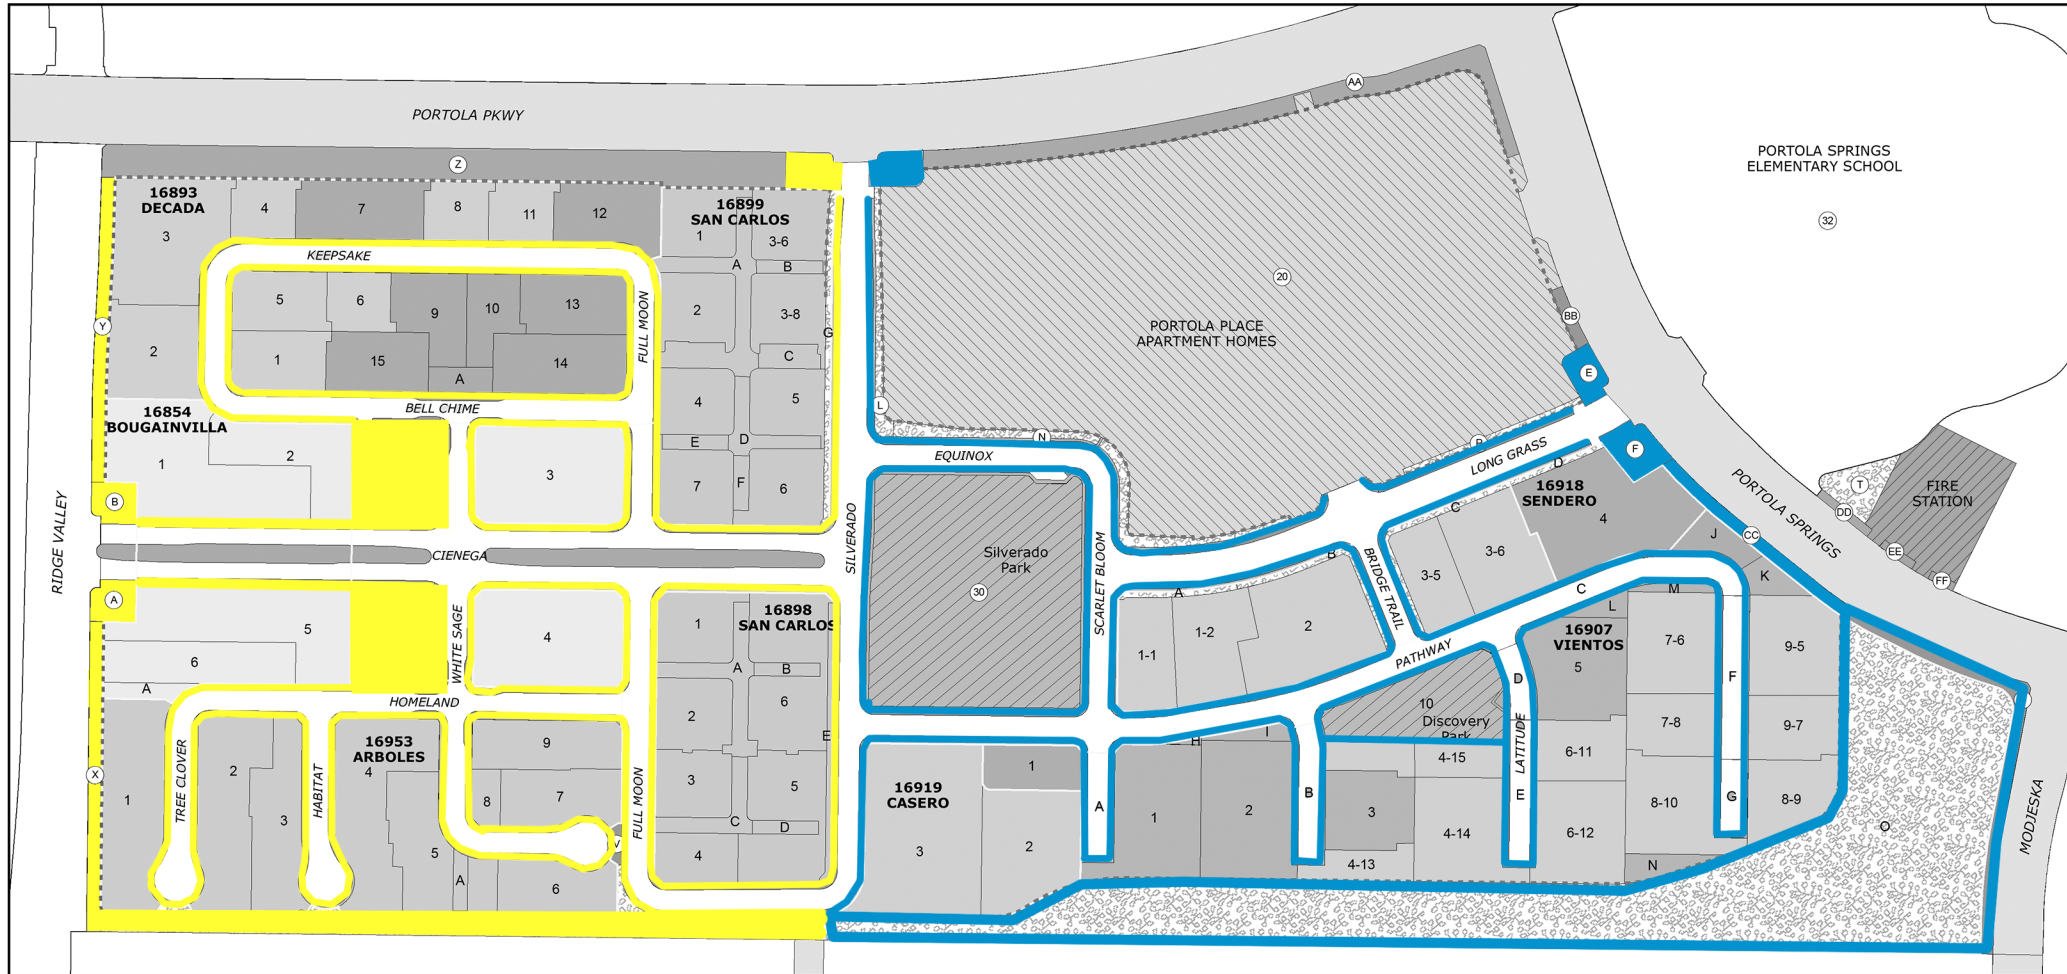 PORTOLA PKWY
AA
PORTOLA SPRINGS
ELEMENTARY SCHOOL
32
Z
16893
DECADA
3
4
7
8
11
12
16899
SAN CARLOS
1
3-6
A
B
KEEPSAKE
5
6
9
10
13
FULL MOON
2
3-8
G
20
BB
PORTOLA PLACE
APARTMENT HOMES
Y
2
1
15
A
14
C
E
BELL CHIME
4
5
L
16854
BOUGAINVILLA
1
2
3
E
D
N
EQUINOX
LONG GRASS
D
F
7
F
6
16918
SENDERO
4
C
PORTOLA SPRINGS
T
FIRE
STATION
DD
B
RIDGE VALLEY
SILVERADO
CIENEGA
Silverado
Park
30
SCARLET BLOOM
B
BRIDGE TRAIL
3-5
3-6
J
CC
K
EE
FF
A
5
6
A
WHITE SAGE
4
1
16898
SAN CARLOS
A
B
A
1-1
1-2
2
C
M
L
16907
VIENTOS
5
7-6
9-5
PATHWAY
HOMELAND
2
6
E
10
Discovery
Park
D
F
7-8
9-7
16953
ARBOLES
4
9
TREE CLOVER
HABITAT
H
I
LATITUDE
4-15
6-11
X
1
2
3
8
7
FULL MOON
3
5
16919
CASERO
1
A
B
E
G
8-10
8-9
MODJESKA
C
D
3
2
1
2
3
4-14
6-12
O
5
A
6
V
4
4-13
N